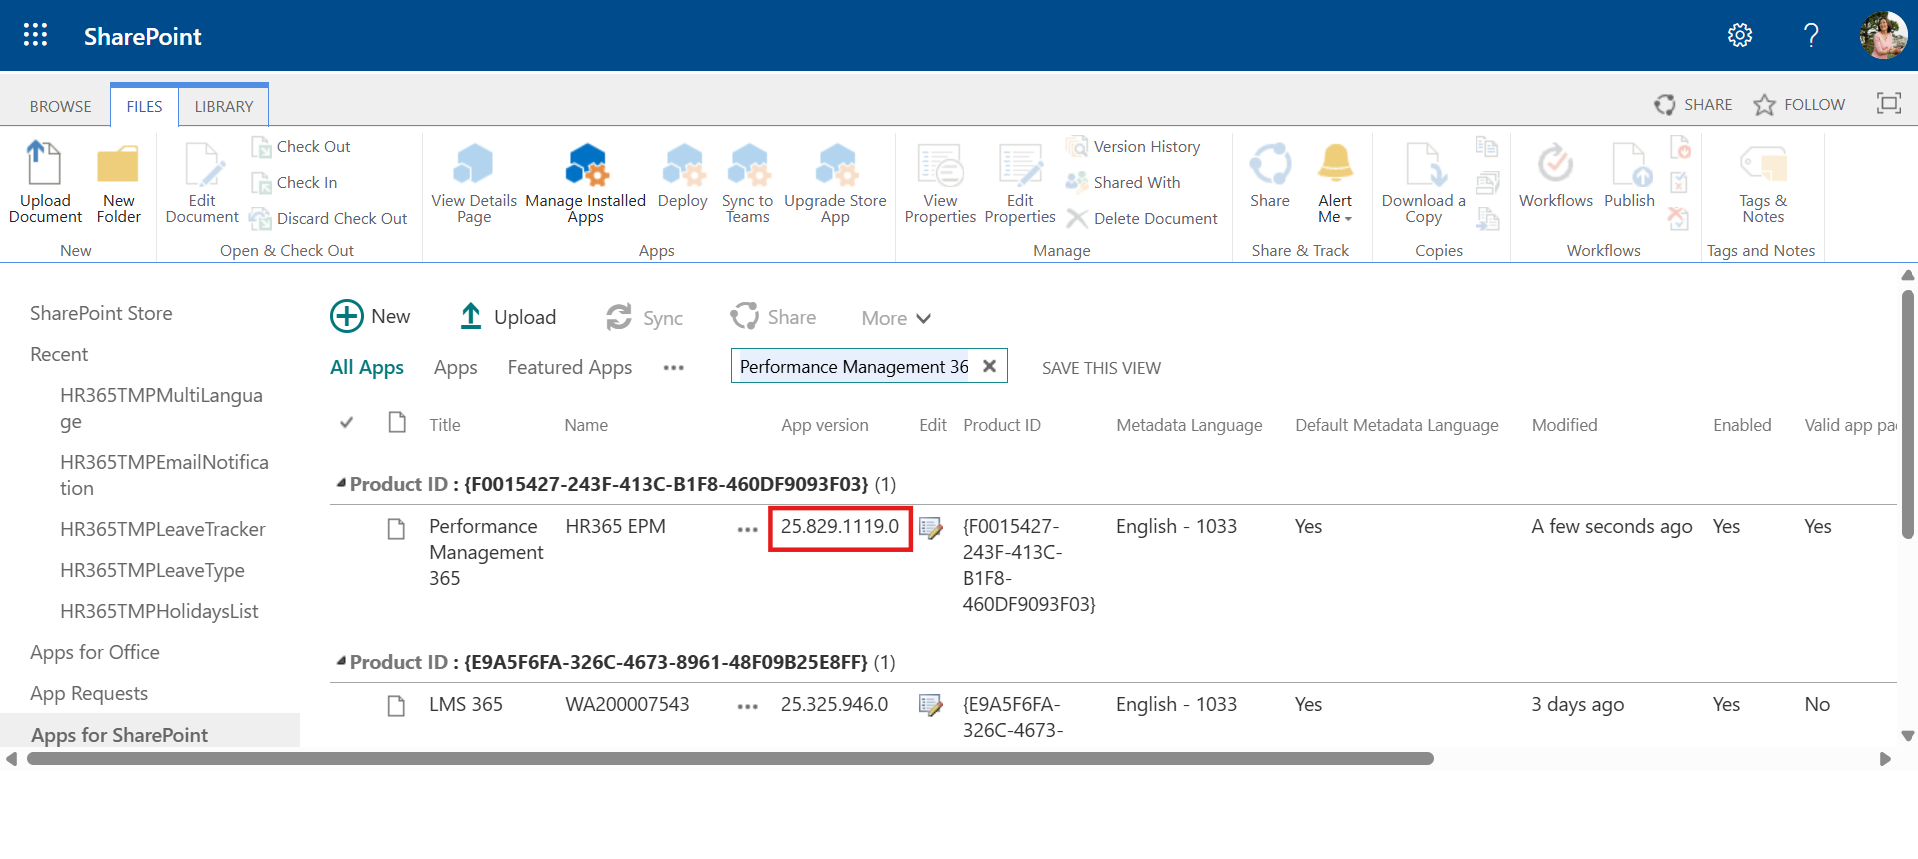 SharePoint
BROWSE
FILES
LIBRARY
SHARE
FOLLOW
Upload Document
New Folder
New
Edit Document
Check Out
Check In
Discard Check Out
Open & Check Out
View Details Page
Manage Installed Apps
Deploy
Sync to Teams
Upgrade Store App
Apps
View Properties
Edit Properties
Version History
Shared With
Delete Document
Manage
Share
Alert Me
Share & Track
Download a Copy
Copies
Workflows
Publish
Workflows
Tags & Notes
Tags and Notes
SharePoint Store
Recent
HR365TMPMultiLangua
ge
HR365TMPEmailNotifica
tion
HR365TMPLeaveTracker
HR365TMPLeaveType
HR365TMPHolidaysList
Apps for Office
App Requests
Apps for SharePoint
New
Upload
Sync
Share
More
All Apps
Apps
Featured Apps
Performance Management 36
SAVE THIS VIEW
Title
Name
App version
Edit
Product ID
Metadata Language
Default Metadata Language
Modified
Enabled
Valid app pa
Product ID : {F0015427-243F-413C-B1F8-460DF9093F03} (1)
Performance
Management
365
HR365 EPM
25.829.1119.0
{F0015427-
243F-413C-
B1F8-
460DF9093F03}
English - 1033
Yes
A few seconds ago
Yes
Yes
Product ID : {E9A5F6FA-326C-4673-8961-48F09B25E8FF} (1)
LMS 365
WA200007543
25.325.946.0
{E9A5F6FA-
326C-4673-
English - 1033
Yes
3 days ago
Yes
No